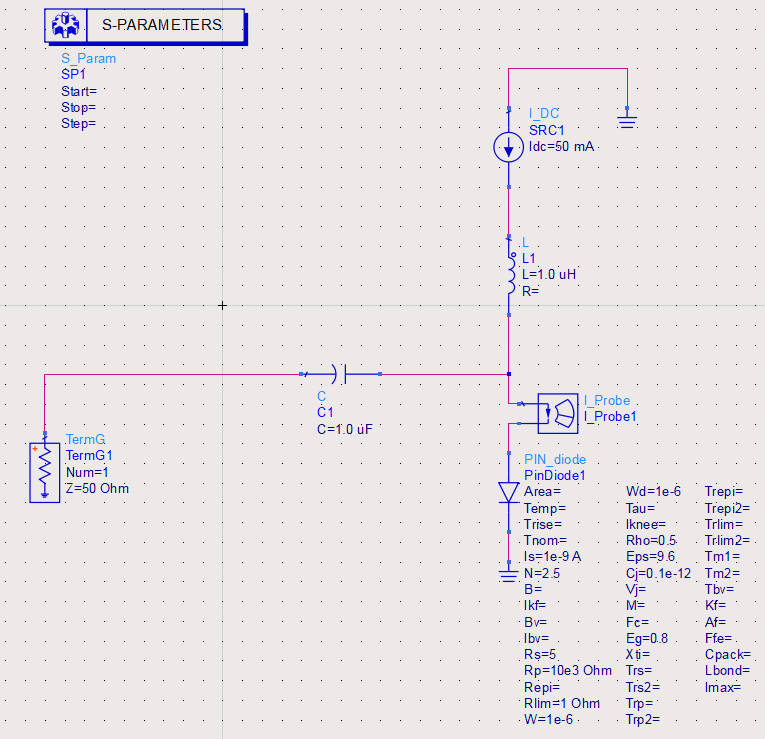 S-PARAMETERS
S_Param
SP1
Start=
Stop=
Step=
I_DC
SRC1
Idc=50 mA
L
L1
L=1.0 uH
R=
C
C1
C=1.0 uF
I_Probe
I_Probe1
TermG
TermG1
Num=1
Z=50 Ohm
+
PIN_diode
PinDiode1
Area=
Temp=
Trise=
Tnom=
Is=1e-9 A
N=2.5
B=
Ikf=
Bv=
Ibv=
Rs=5
Rp=10e3 Ohm
Repi=
Rlim=1 Ohm
W=1e-6
Wd=1e-6
Tau=
Iknee=
Rho=0.5
Eps=9.6
Cj=0.1e-12
Vj=
M=
Fc=
Eg=0.8
Xti=
Trs=
Trs2=
Trp=
Trp2=
Trepi=
Trepi2=
Trlim=
Trlim2=
Tm1=
Tm2=
Tbv=
Kf=
Af=
Ffe=
Cpack=
Lbond=
Imax=